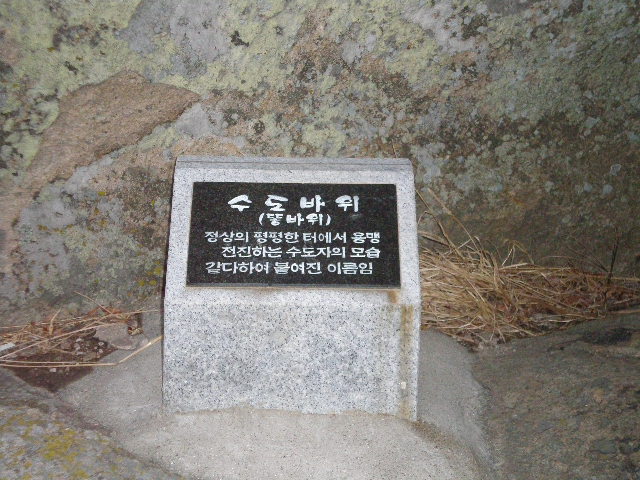 수도바위
(똥바위)
정상의 평평한 터에서 용맹
전진하는 수도자의 모습
같다하여 붙여진 이름임